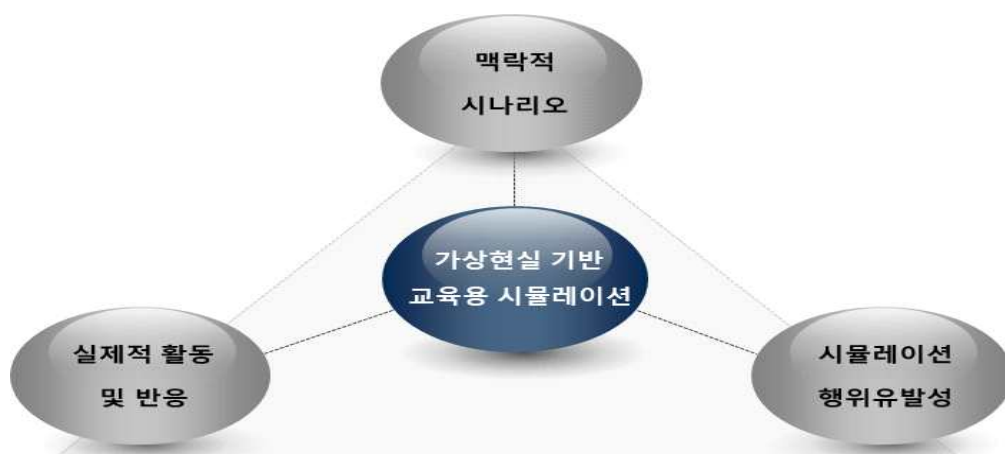 맥락적
시나리오
가상현실 기반
교육용 시뮬레이션
실제적 활동
및 반응
시뮬레이션
행위유발성